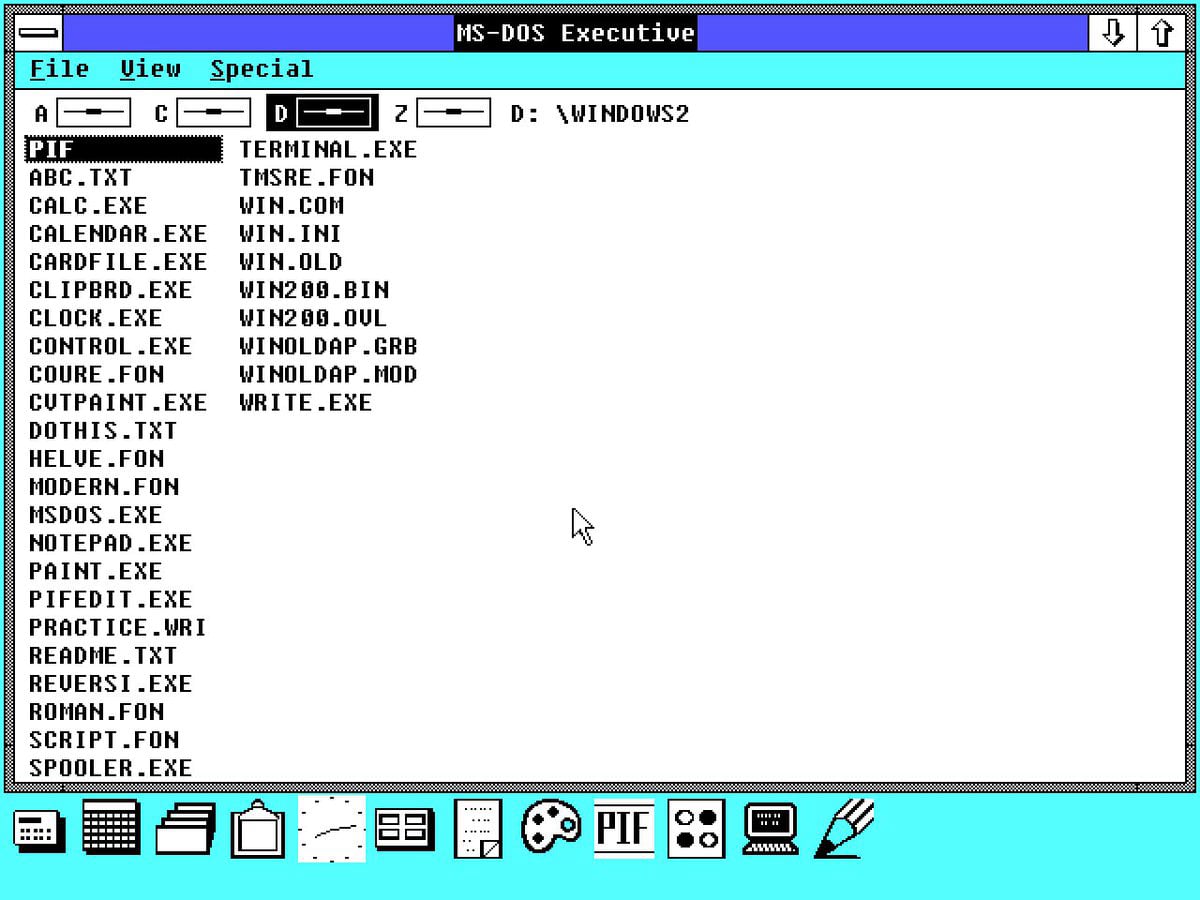 MS-DOS Executive
File View Special
A C D Z D: \WINDOWS2
PIF TERMINAL.EXE
ABC.TXT TMSRE.FON
CALC.EXE WIN.COM
CALENDAR.EXE WIN.INI
CARDFILE.EXE WIN.OLD
CLIPBRD.EXE WIN200.BIN
CLOCK.EXE WIN200.OVL
CONTROL.EXE WINOLDAP.GRB
COURE.FON WINOLDAP.MOD
CVTPAINT.EXE WRITE.EXE
DOTHIS.TXT
HELVE.FON
MODERN.FON
MSDOS.EXE
NOTEPAD.EXE
PAINT.EXE
PIFEDIT.EXE
PRACTICE.WRI
README.TXT
REVERSI.EXE
ROMAN.FON
SCRIPT.FON
SPOOLER.EXE
PIF